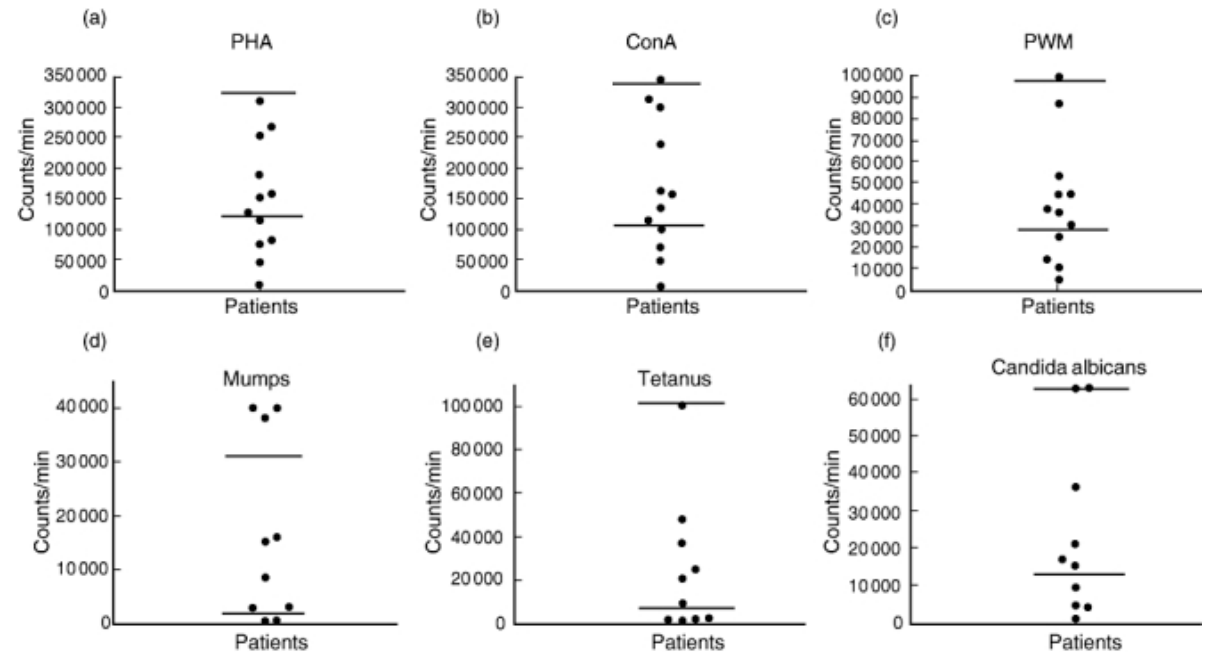 (a)
PHA
350 000
300 000
250 000
200 000
150 000
100 000
50 000
0
Counts/min
Patients
(b)
ConA
350 000
300 000
250 000
200 000
150 000
100 000
50 000
0
Counts/min
Patients
(c)
PWM
100 000
90 000
80 000
70 000
60 000
50 000
40 000
30 000
20 000
10 000
0
Counts/min
Patients
(d)
Mumps
40 000
30 000
20 000
10 000
0
Counts/min
Patients
(e)
Tetanus
100 000
80 000
60 000
40 000
20 000
0
Counts/min
Patients
(f)
Candida albicans
60 000
50 000
40 000
30 000
20 000
10 000
0
Counts/min
Patients